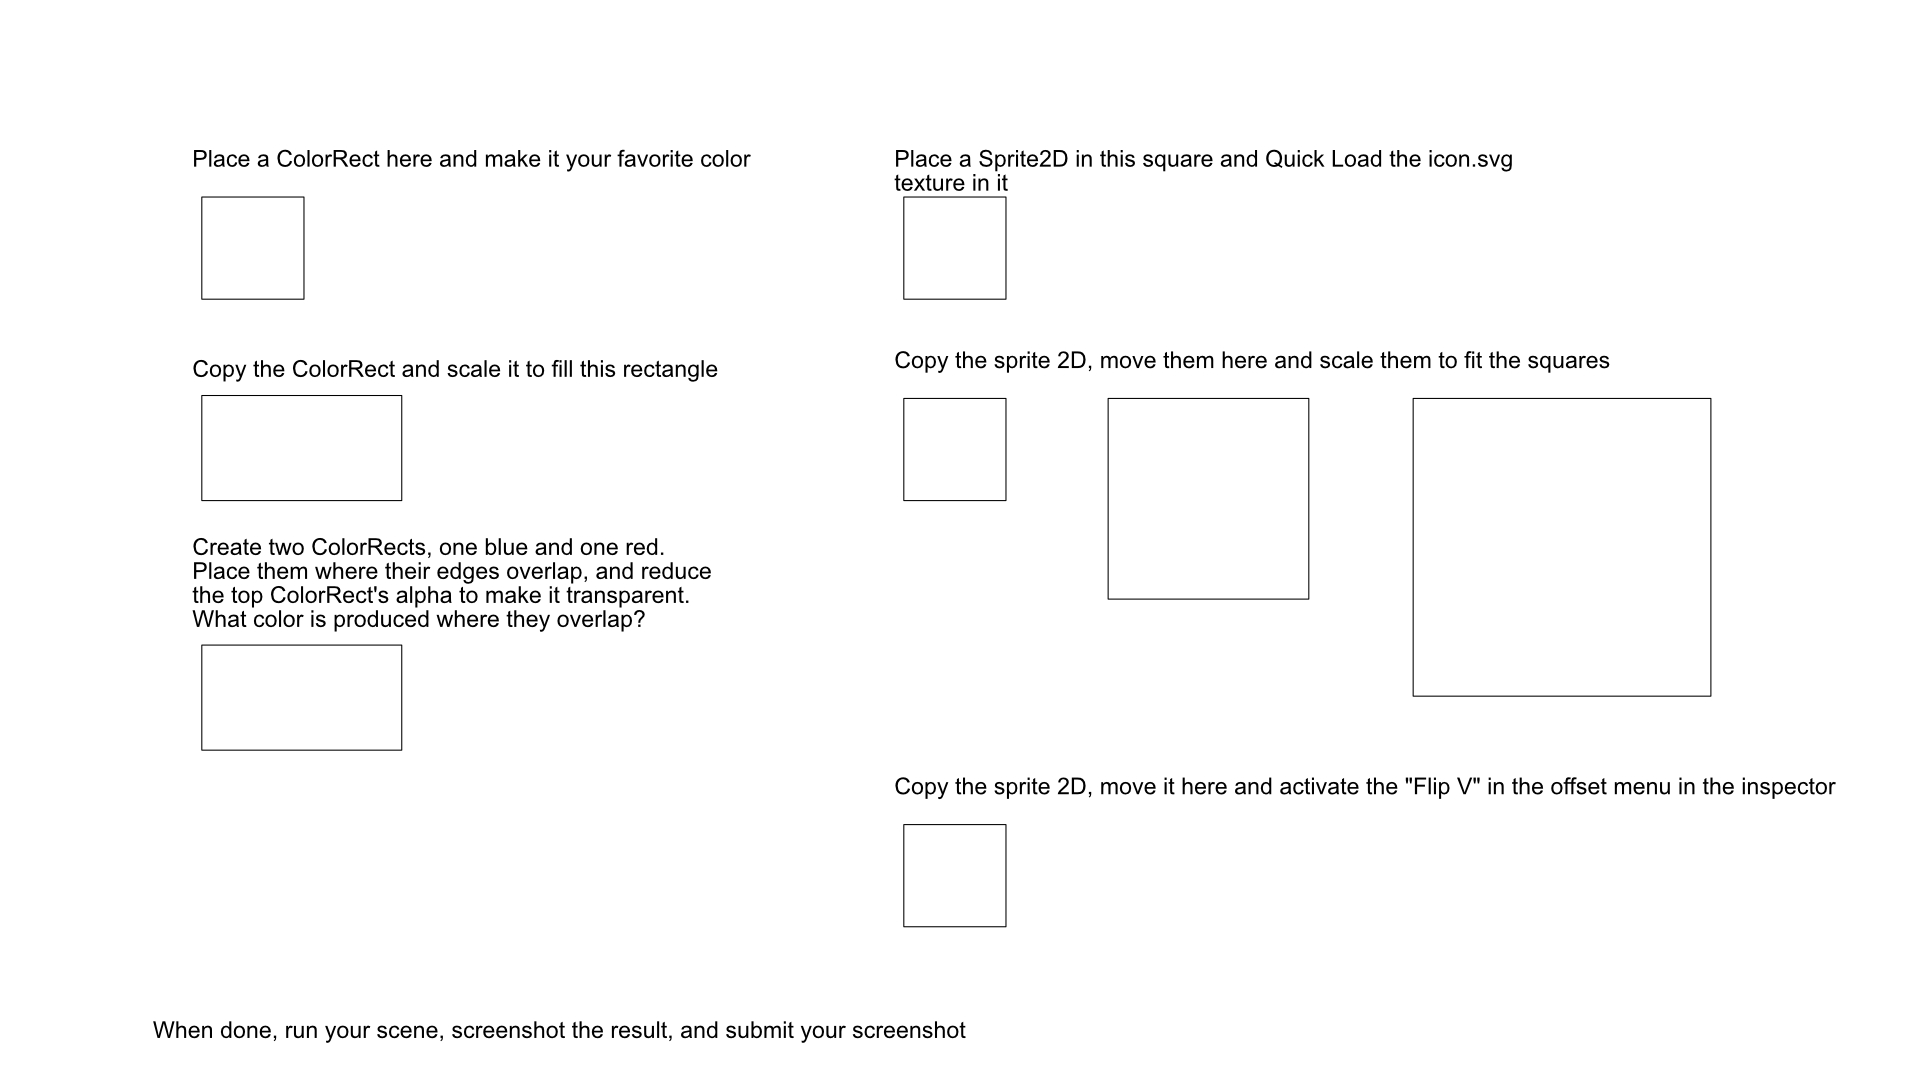 Place a ColorRect here and make it your favorite color
Copy the ColorRect and scale it to fill this rectangle
Create two ColorRects, one blue and one red.
Place them where their edges overlap, and reduce
the top ColorRect's alpha to make it transparent.
What color is produced where they overlap?
Place a Sprite2D in this square and Quick Load the icon.svg
texture in it
Copy the sprite 2D, move them here and scale them to fit the squares
Copy the sprite 2D, move it here and activate the "Flip V" in the offset menu in the inspector
When done, run your scene, screenshot the result, and submit your screenshot